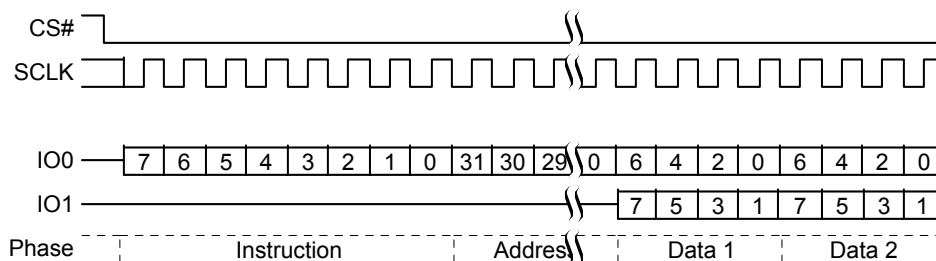 CS#
SCLK
IO0 7 6 5 4 3 2 1 0 31 30 29 0 6 4 2 0 6 4 2 0
IO1 7 5 3 1 7 5 3 1
Phase Instruction Address Data 1 Data 2